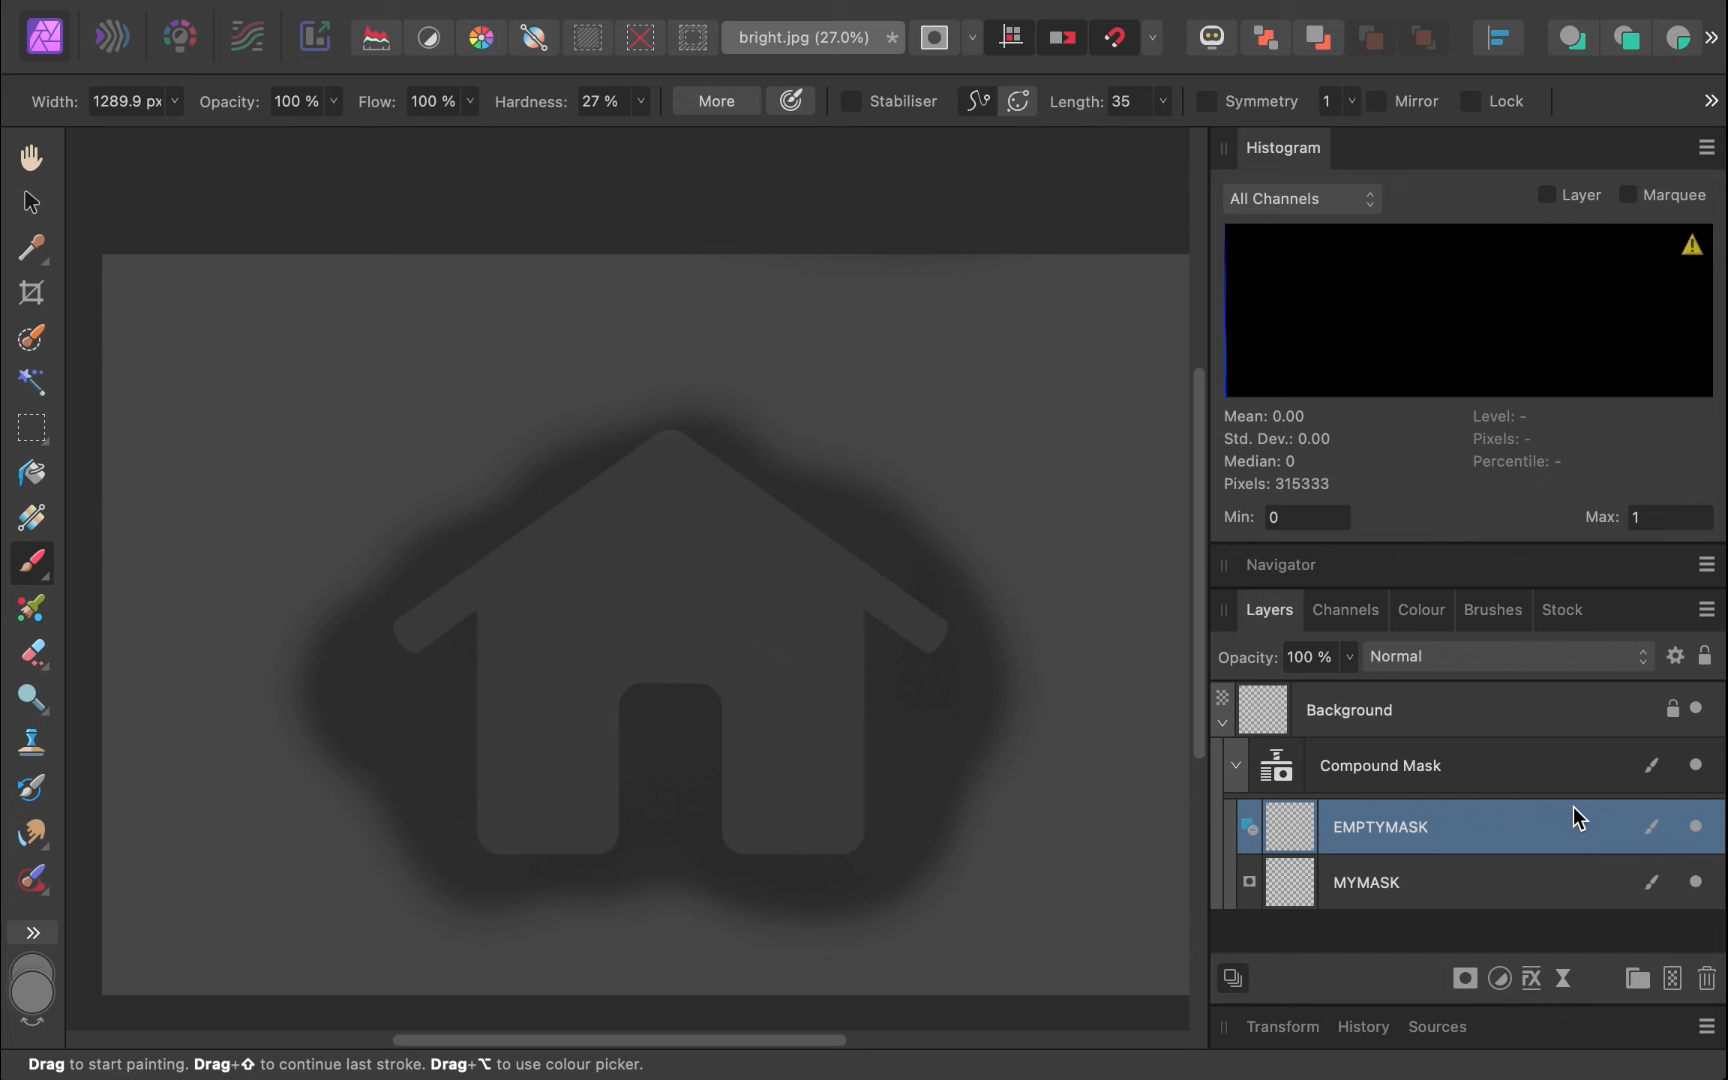 bright.jpg (27.0%) *
Width: 1289.9 px Opacity: 100 % Flow: 100 % Hardness: 27 % More Stabiliser Length: 35 Symmetry 1 Mirror Lock
Histogram
All Channels Layer Marquee
Mean: 0.00 Level: -
Std. Dev.: 0.00 Pixels: -
Median: 0 Percentile: -
Pixels: 315333
Min: 0 Max: 1
Navigator
Layers Channels Colour Brushes Stock
Opacity: 100 % Normal
Background
Compound Mask
EMPTYMASK
MYMASK
Transform History Sources
Drag to start painting. Drag+⇧ to continue last stroke. Drag+⌥ to use colour picker.